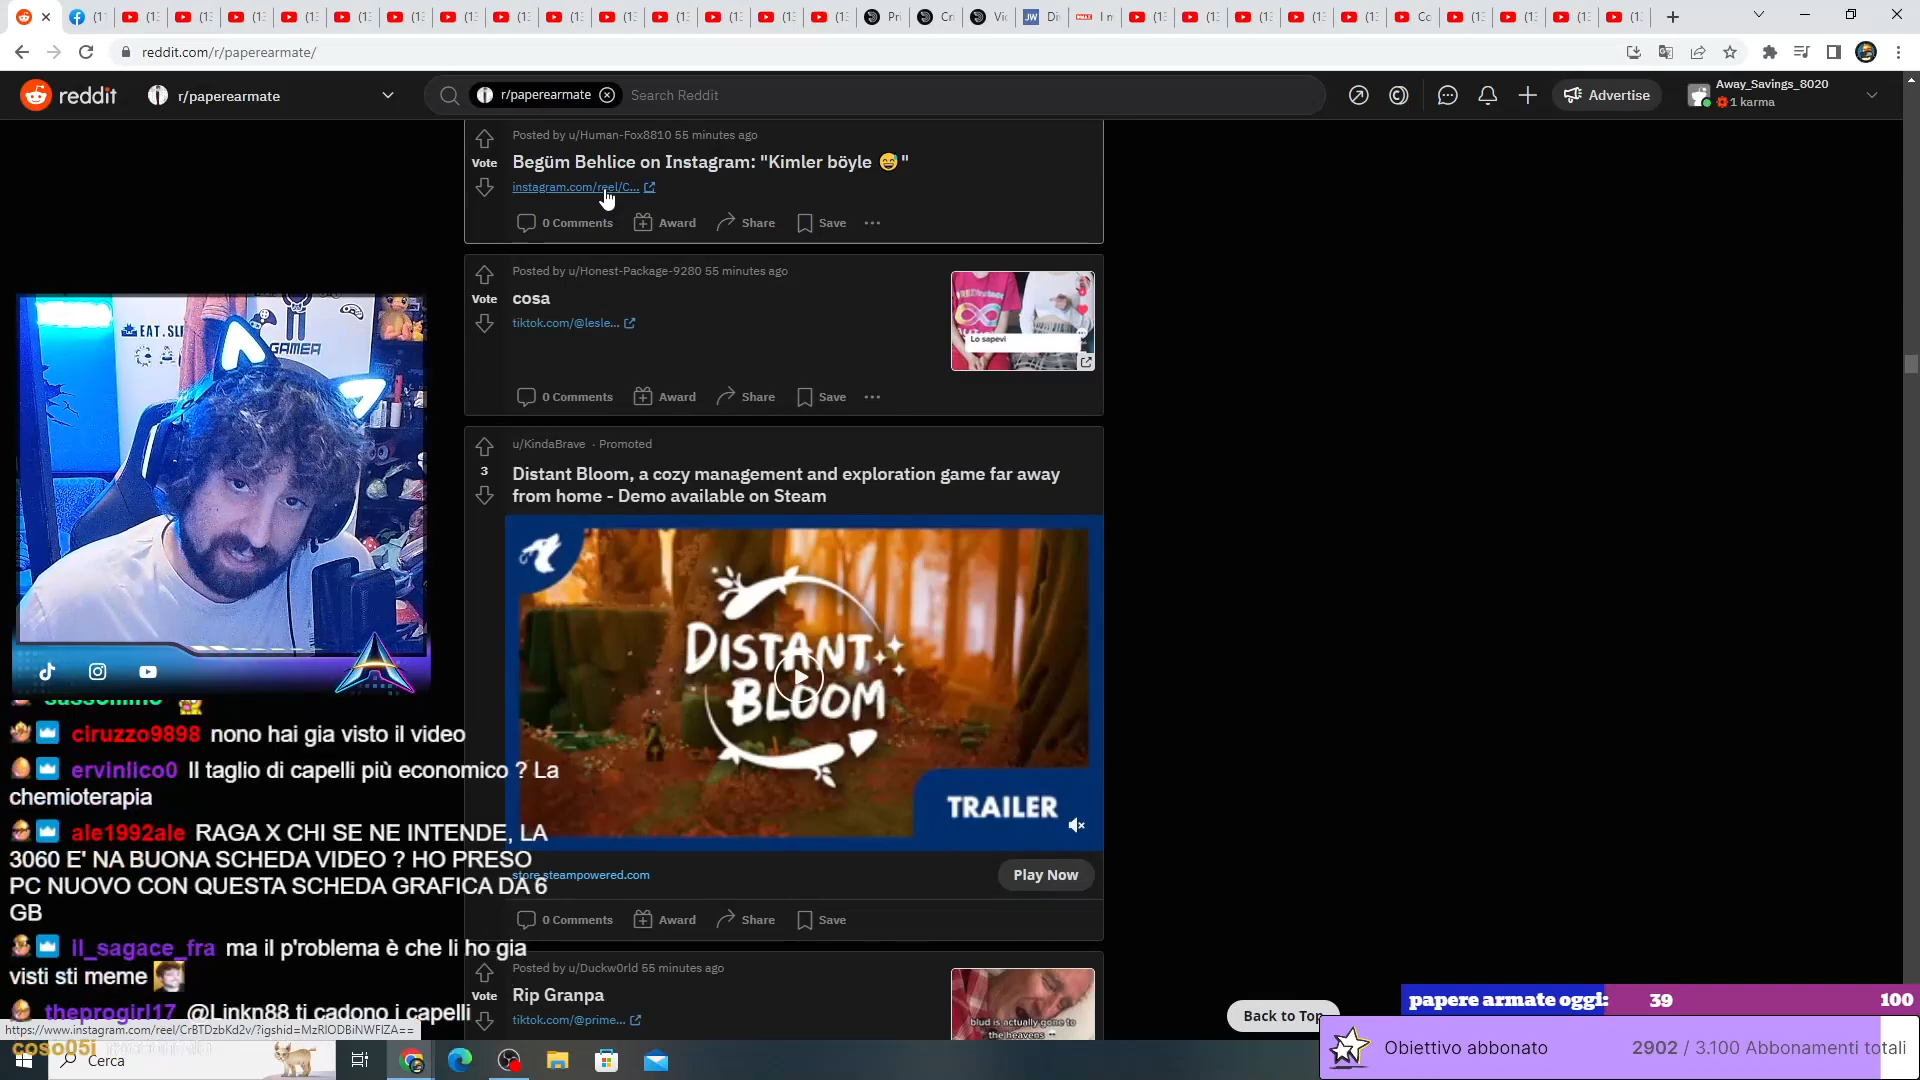 reddit.com/r/paperearmate/
reddit
r/paperearmate
r/paperearmate
Search Reddit
Advertise
Away_Savings_8020
1 karma
Posted by u/Human-Fox8810 55 minutes ago
Vote
Begüm Behlice on Instagram: "Kimler böyle 😅 "
instagram.com/reel/C...
0 Comments
Award
Share
Save
Posted by u/Honest-Package-9280 55 minutes ago
Vote
cosa
tiktok.com/@lesle...
Lo sapevi
0 Comments
Award
Share
Save
u/KindaBrave · Promoted
3
Distant Bloom, a cozy management and exploration game far away
from home - Demo available on Steam
DISTANT
BLOOM
TRAILER
store.steampowered.com
Play Now
0 Comments
Award
Share
Save
Posted by u/Duckw0rld 55 minutes ago
Vote
Rip Granpa
tiktok.com/@prime...
blud is actually gone to
the heavens
Back to Top
GAMER
sassolino
ciruzzo9898 nono hai gia visto il video
ervinlico0 Il taglio di capelli più economico ? La
chemioterapia
ale1992ale RAGA X CHI SE NE INTENDE, LA
3060 E' NA BUONA SCHEDA VIDEO ? HO PRESO
PC NUOVO CON QUESTA SCHEDA GRAFICA DA 6
GB
il_sagace_fra ma il p'roblema è che li ho gia
visti sti meme
theprogirl17 @Linkn88 ti cadono i capelli
https://www.instagram.com/reel/CrBTDzbKd2v/?igshid=MzRlODBiNWFlZA==
coso05i
Cerca
papere armate oggi: 39 100
Obiettivo abbonato 2902 / 3.100 Abbonamenti totali